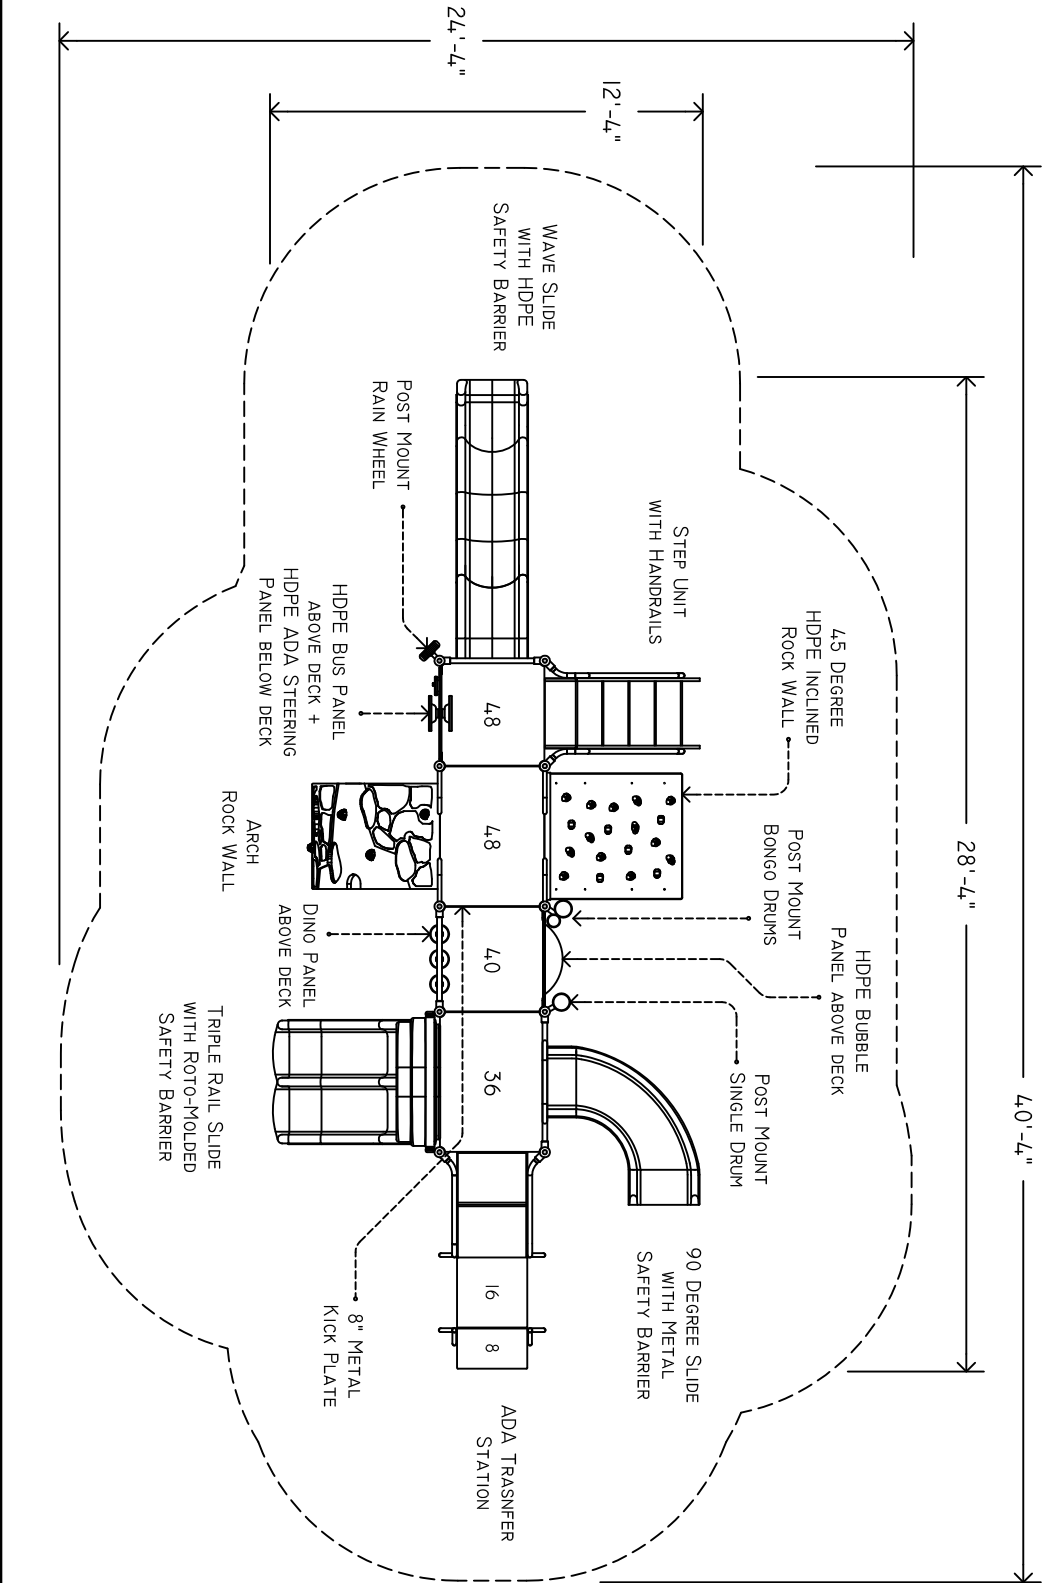 24'-4"
12'-4"
40'-4"
28'-4"
Wave Slide
with HDPE
Safety Barrier
Post Mount
Rain Wheel
Step Unit
with Handrails
45 Degree
HDPE Inclined
Rock Wall
HDPE Bus Panel
above deck +
HDPE ADA Steering
Panel below deck
Arch
Rock Wall
Post Mount
Bongo Drums
HDPE Bubble
Panel above deck
Dino Panel
above deck
Post Mount
Single Drum
Triple Rail Slide
with Roto-Molded
Safety Barrier
90 Degree Slide
with Metal
Safety Barrier
8" Metal
Kick Plate
ADA Trasnfer
Station
48
48
40
36
16
8